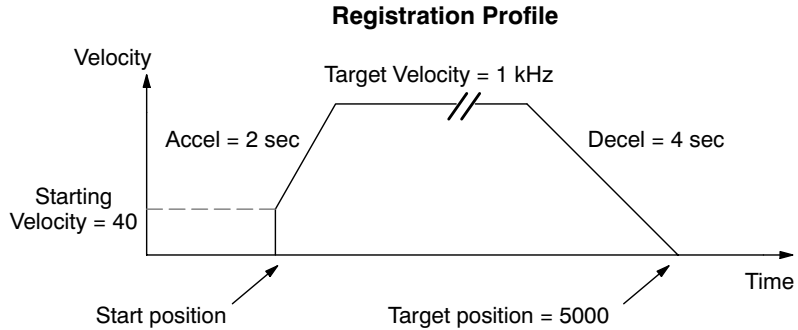 Registration Profile
Velocity
Target Velocity = 1 kHz
Accel = 2 sec
Decel = 4 sec
Starting
Velocity = 40
Time
Start position
Target position = 5000